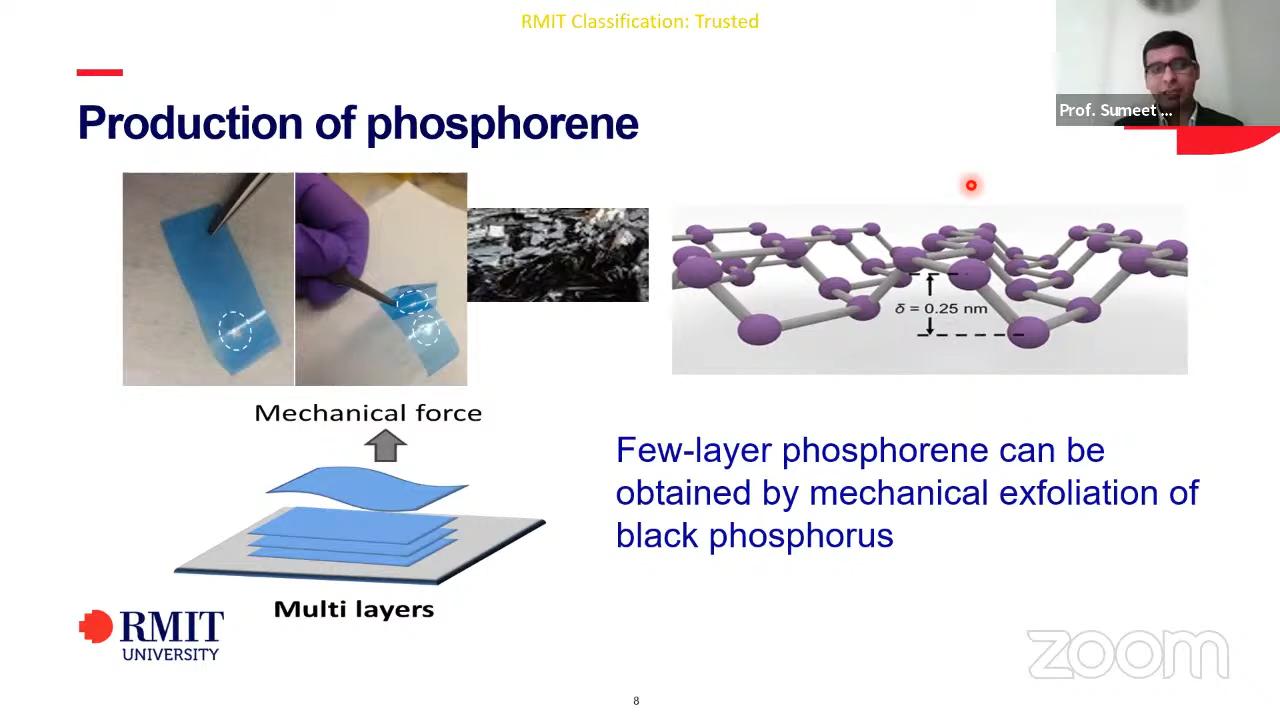 RMIT Classification: Trusted
Prof. Sumeet ...
Production of phosphorene
δ = 0.25 nm
Mechanical force
Multi layers
Few-layer phosphorene can be
obtained by mechanical exfoliation of
black phosphorus
RMIT
UNIVERSITY
zoom
8